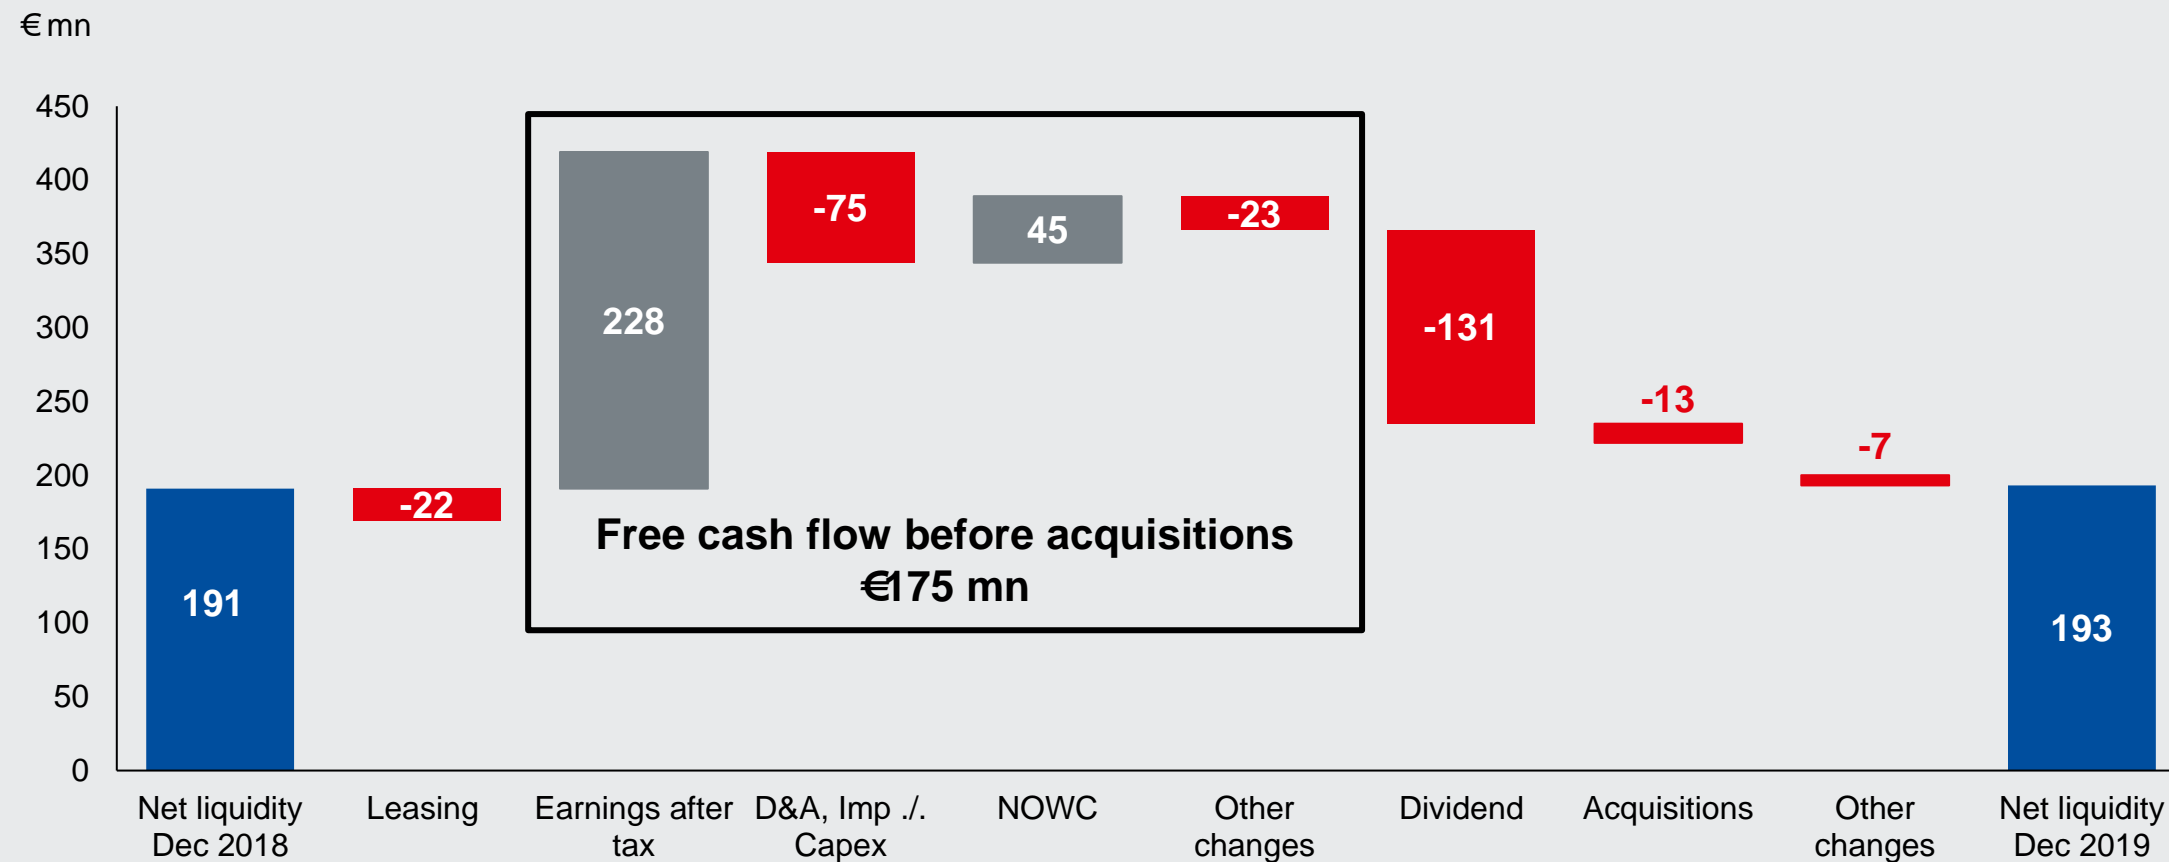 € mn
450
400
350
300
250
200
150
100
50
0
191
-22
228
-75
45
-23
-131
-13
-7
193
Free cash flow before acquisitions
€175 mn
Net liquidity
Dec 2018
Leasing
Earnings after
tax
D&A, Imp ./.
Capex
NOWC
Other
changes
Dividend
Acquisitions
Other
changes
Net liquidity
Dec 2019